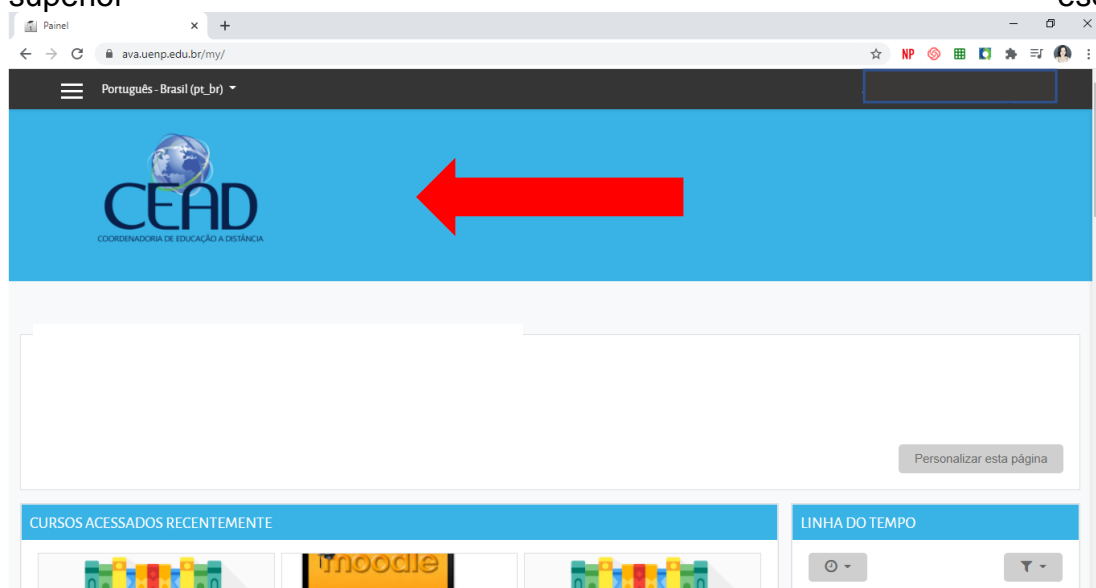 superior
Painel
ava.uenp.edu.br/my/
NP
Português - Brasil (pt_br)
CEAD
COORDENADORIA DE EDUCAÇÃO A DISTÂNCIA
Personalizar esta página
CURSOS ACESSADOS RECENTEMENTE
LINHA DO TEMPO
moodle